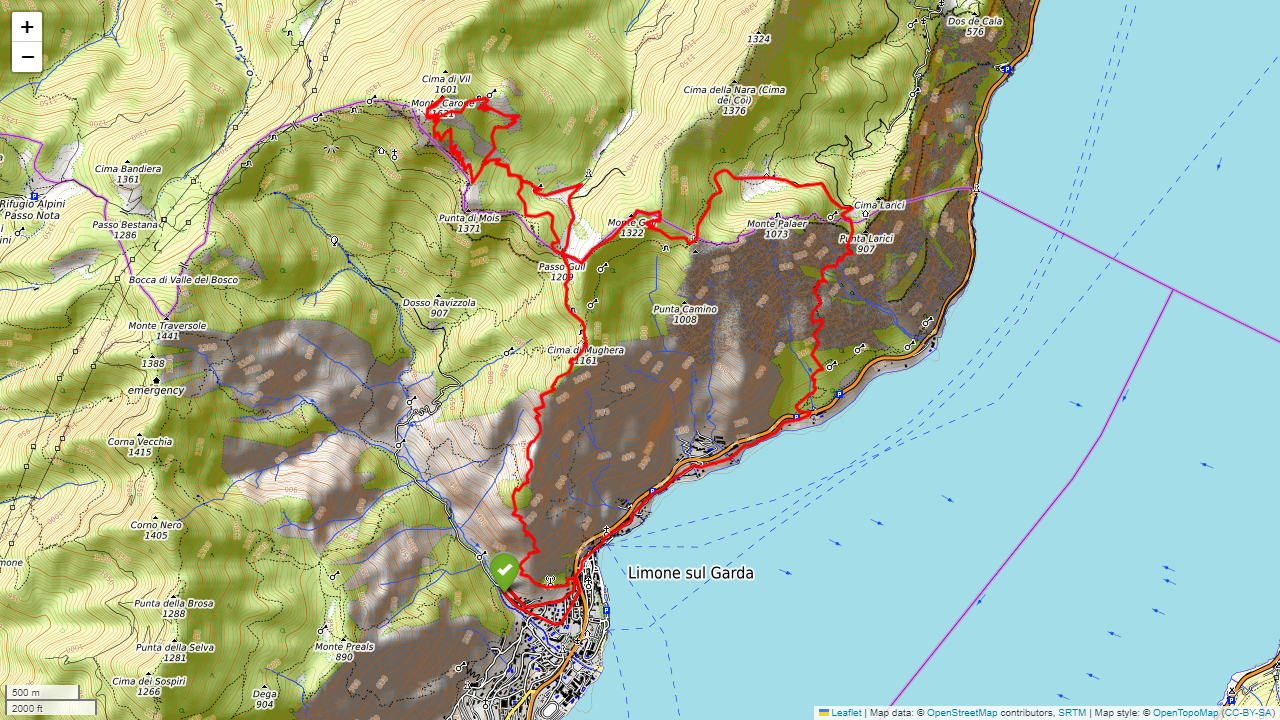 +
−
Dos de Cala
576
1324
Cima di Vil
1601
Cima della Nara (Cima
dei Coi)
1376
Cima Bandiera
1361
Rifugio Alpini
Passo Nota
Cima Larici
Punta di Mois
1371
Passo Bestana
1286
1322
Monte Palaer
1073
Punta Larici
907
Passo Guil
1209
Bocca di Valle del Bosco
Dosso Ravizzola
907
Punta Camino
1008
Monte Traversole
1441
Cima di Mughera
1161
1388
emergency
Corna Vecchia
1415
Corno Nero
1405
Limone sul Garda
Punta della Brosa
1288
Punta della Selva
1281
Monte Preals
890
Cima dei Sospiri
1266
Dega
904
500 m
2000 ft
Leaflet | Map data: © OpenStreetMap contributors, SRTM | Map style: © OpenTopoMap (CC-BY-SA)